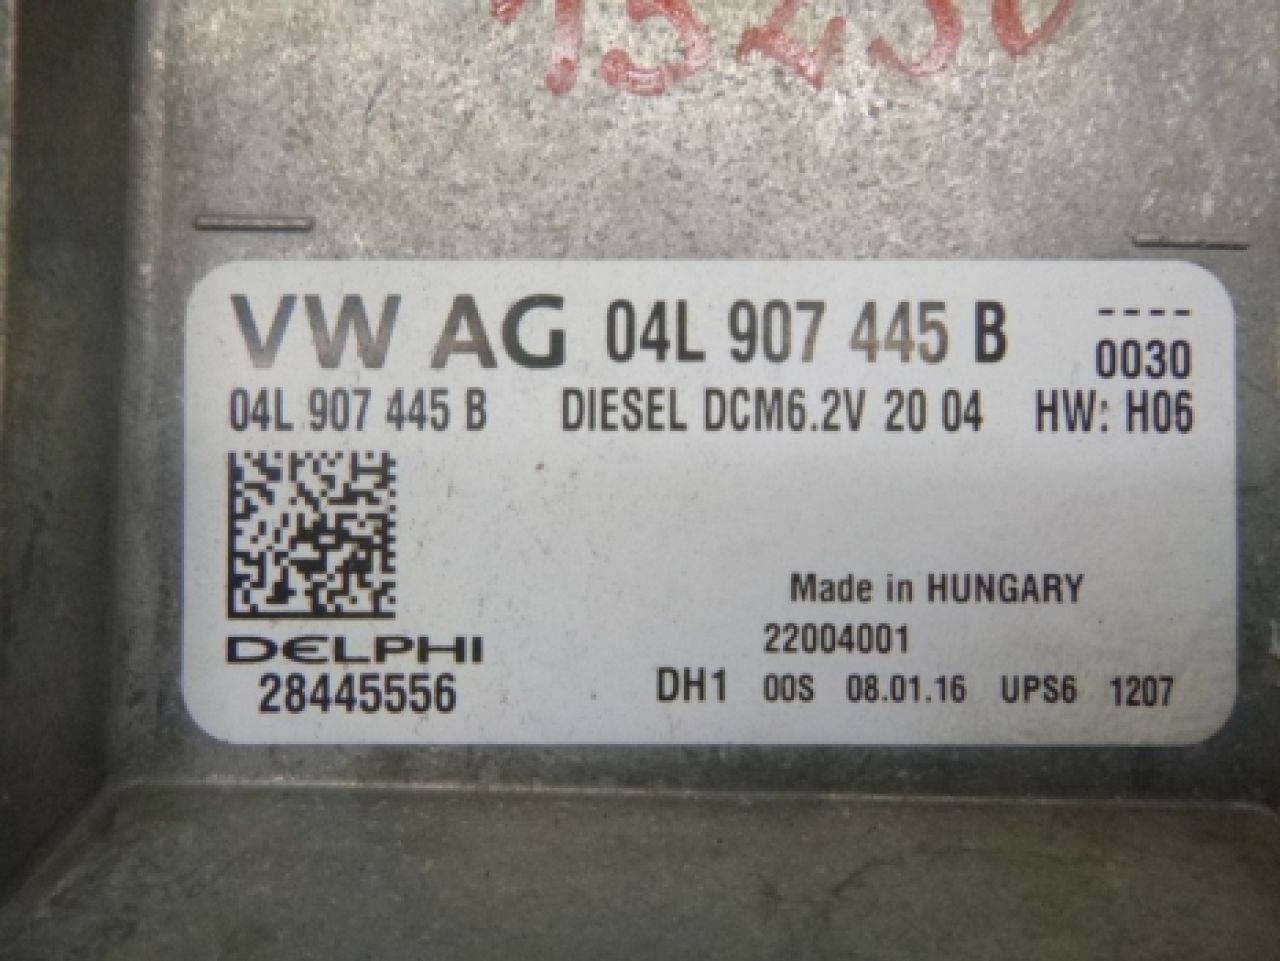 15230
VW AG 04L 907 445 B
----
0030
04L 907 445 B DIESEL DCM6.2V 20 04 HW: H06
Made in HUNGARY
DELPHI
22004001
28445556
DH1 00S 08.01.16 UPS6 1207